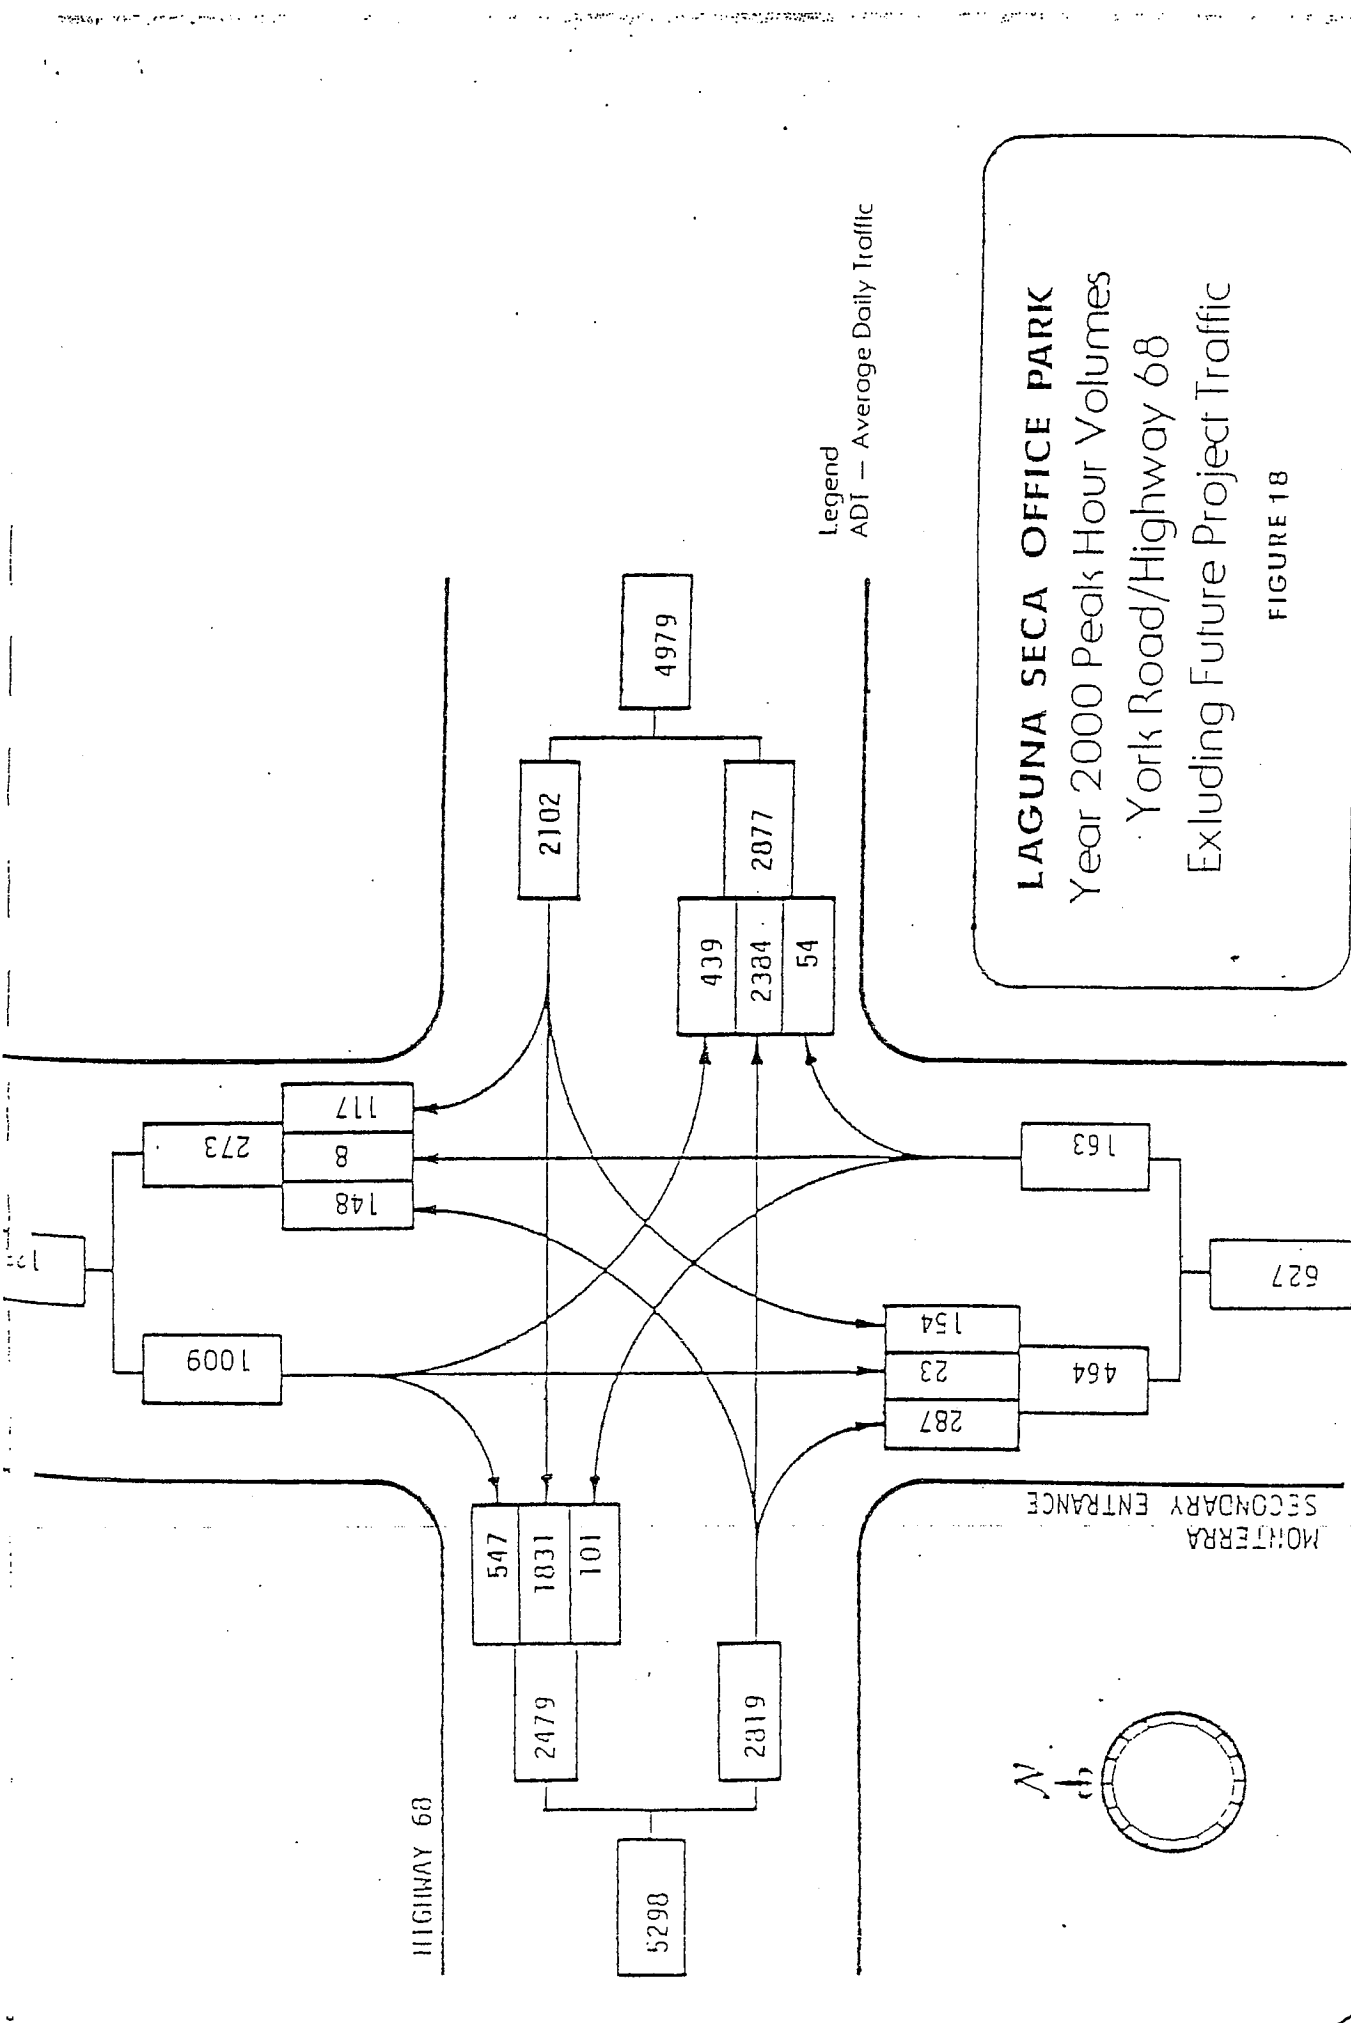 HIGHWAY 68
1009
273
148
8
117
547
1831
101
2479
5298
2819
2102
4979
439
2384
54
2877
287
23
154
464
163
627
MONTERRA
SECONDARY ENTRANCE
N
Legend
ADT — Average Daily Traffic
LAGUNA SECA OFFICE PARK
Year 2000 Peak Hour Volumes
York Road/Highway 68
Exluding Future Project Traffic
FIGURE 18